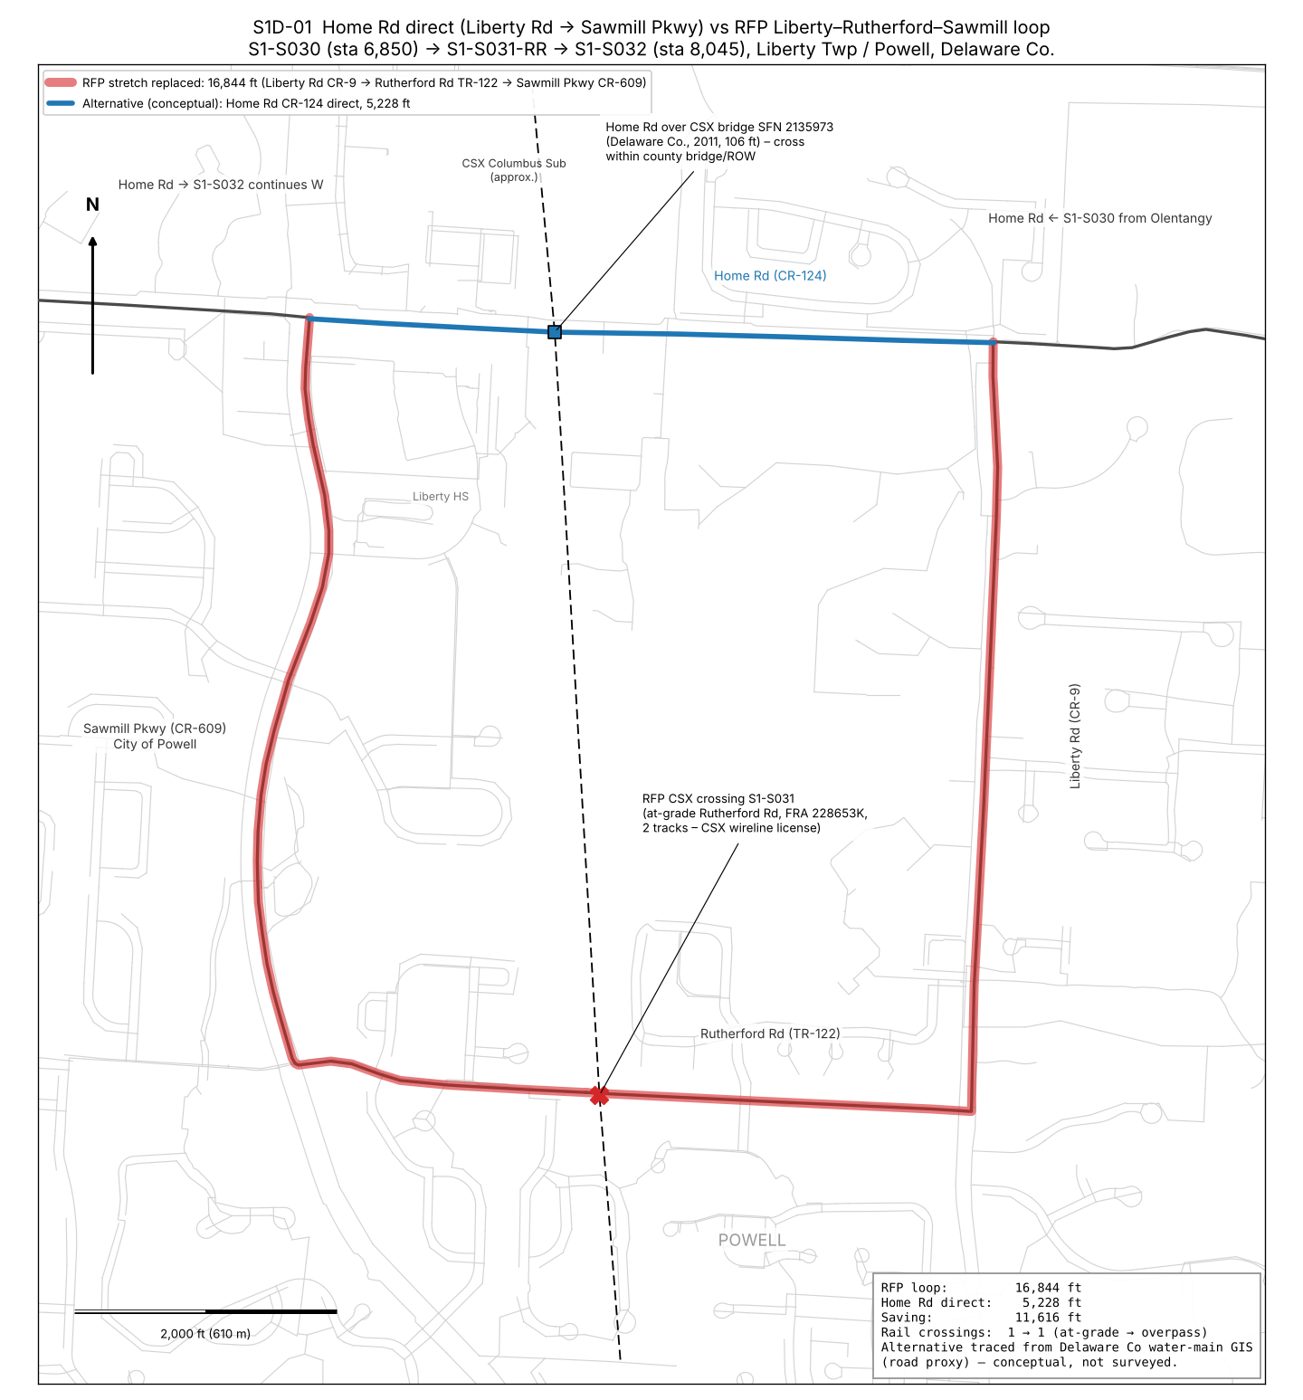 S1D-01  Home Rd direct (Liberty Rd → Sawmill Pkwy) vs RFP Liberty–Rutherford–Sawmill loop
S1-S030 (sta 6,850) → S1-S031-RR → S1-S032 (sta 8,045), Liberty Twp / Powell, Delaware Co.
RFP stretch replaced: 16,844 ft (Liberty Rd CR-9 → Rutherford Rd TR-122 → Sawmill Pkwy CR-609)
Alternative (conceptual): Home Rd CR-124 direct, 5,228 ft
Home Rd over CSX bridge SFN 2135973
(Delaware Co., 2011, 106 ft) – cross
within county bridge/ROW
CSX Columbus Sub
(approx.)
Home Rd → S1-S032 continues W
N
Home Rd ← S1-S030 from Olentangy
Home Rd (CR-124)
Liberty HS
Sawmill Pkwy (CR-609)
City of Powell
Liberty Rd (CR-9)
RFP CSX crossing S1-S031
(at-grade Rutherford Rd, FRA 228653K,
2 tracks – CSX wireline license)
Rutherford Rd (TR-122)
POWELL
2,000 ft (610 m)
RFP loop: 16,844 ft
Home Rd direct: 5,228 ft
Saving: 11,616 ft
Rail crossings: 1 → 1 (at-grade → overpass)
Alternative traced from Delaware Co water-main GIS
(road proxy) — conceptual, not surveyed.